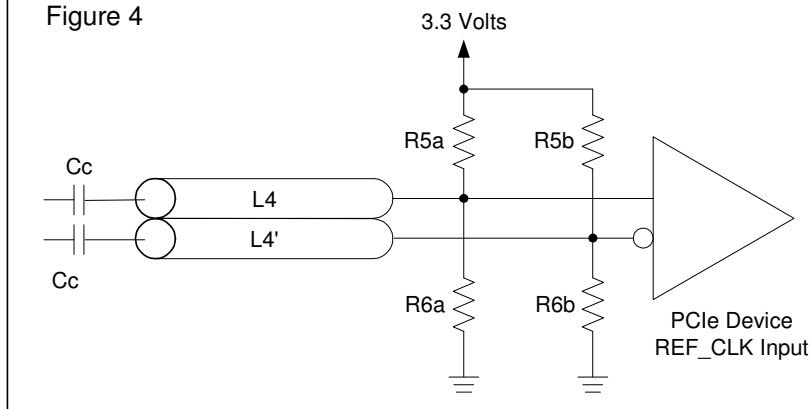 Figure 4
3.3 Volts
R5a
R5b
Cc
L4
L4'
Cc
R6a
R6b
PCIe Device
REF_CLK Input